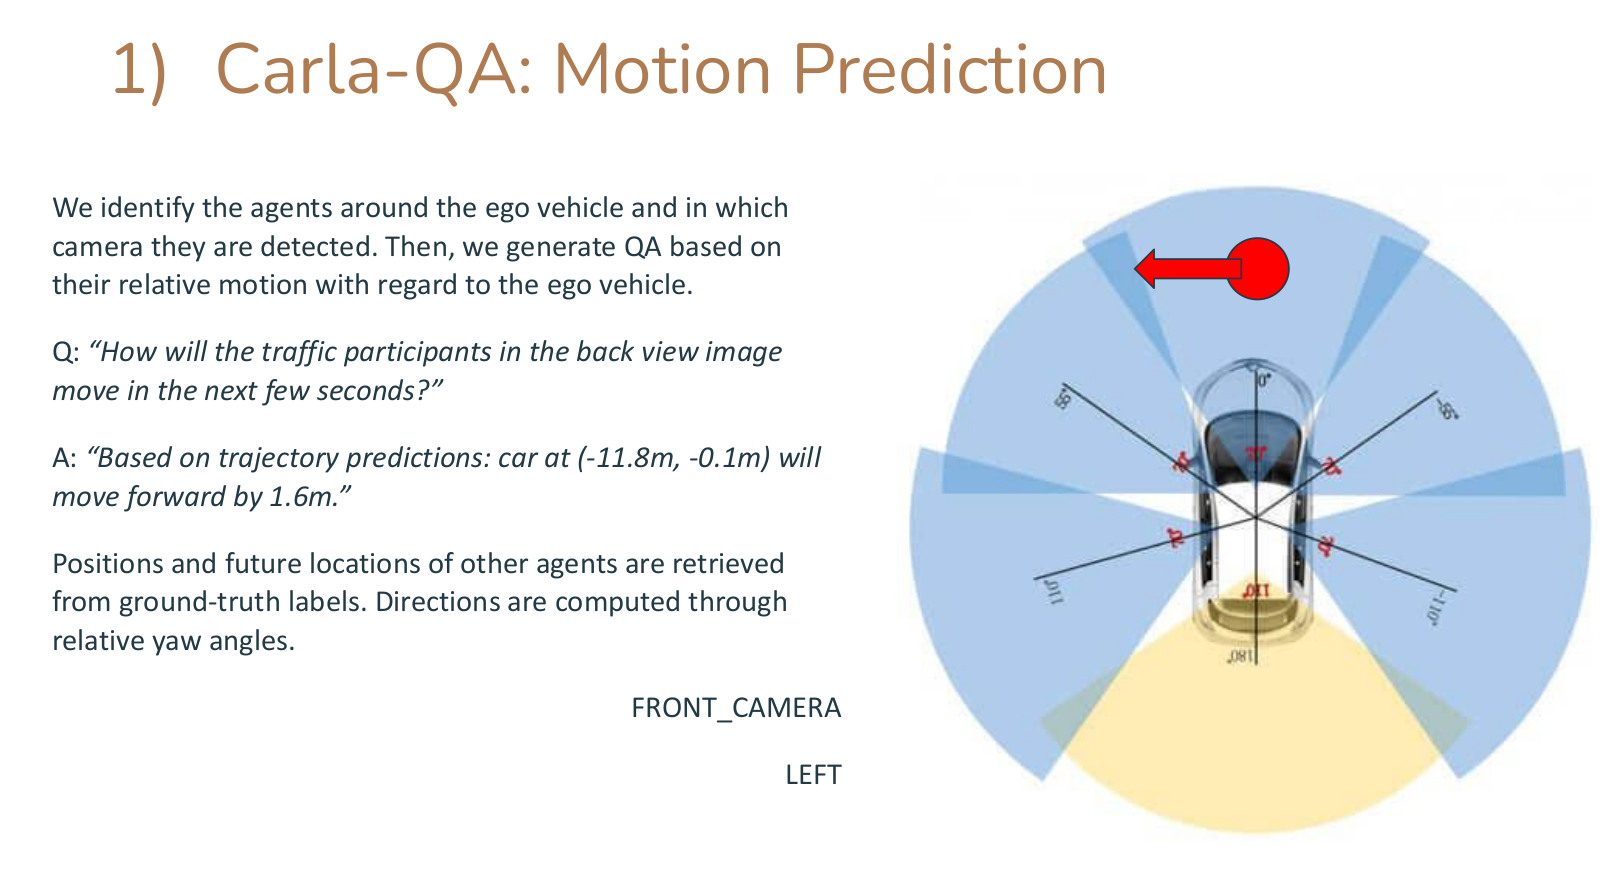 1) Carla-QA: Motion Prediction
We identify the agents around the ego vehicle and in which
camera they are detected. Then, we generate QA based on
their relative motion with regard to the ego vehicle.
Q: “How will the traffic participants in the back view image
move in the next few seconds?”
A: “Based on trajectory predictions: car at (-11.8m, -0.1m) will
move forward by 1.6m.”
Positions and future locations of other agents are retrieved
from ground-truth labels. Directions are computed through
relative yaw angles.
FRONT_CAMERA
LEFT
0°
55°
-55°
70°
70°
70°
70°
70°
110°
-110°
110°
180°